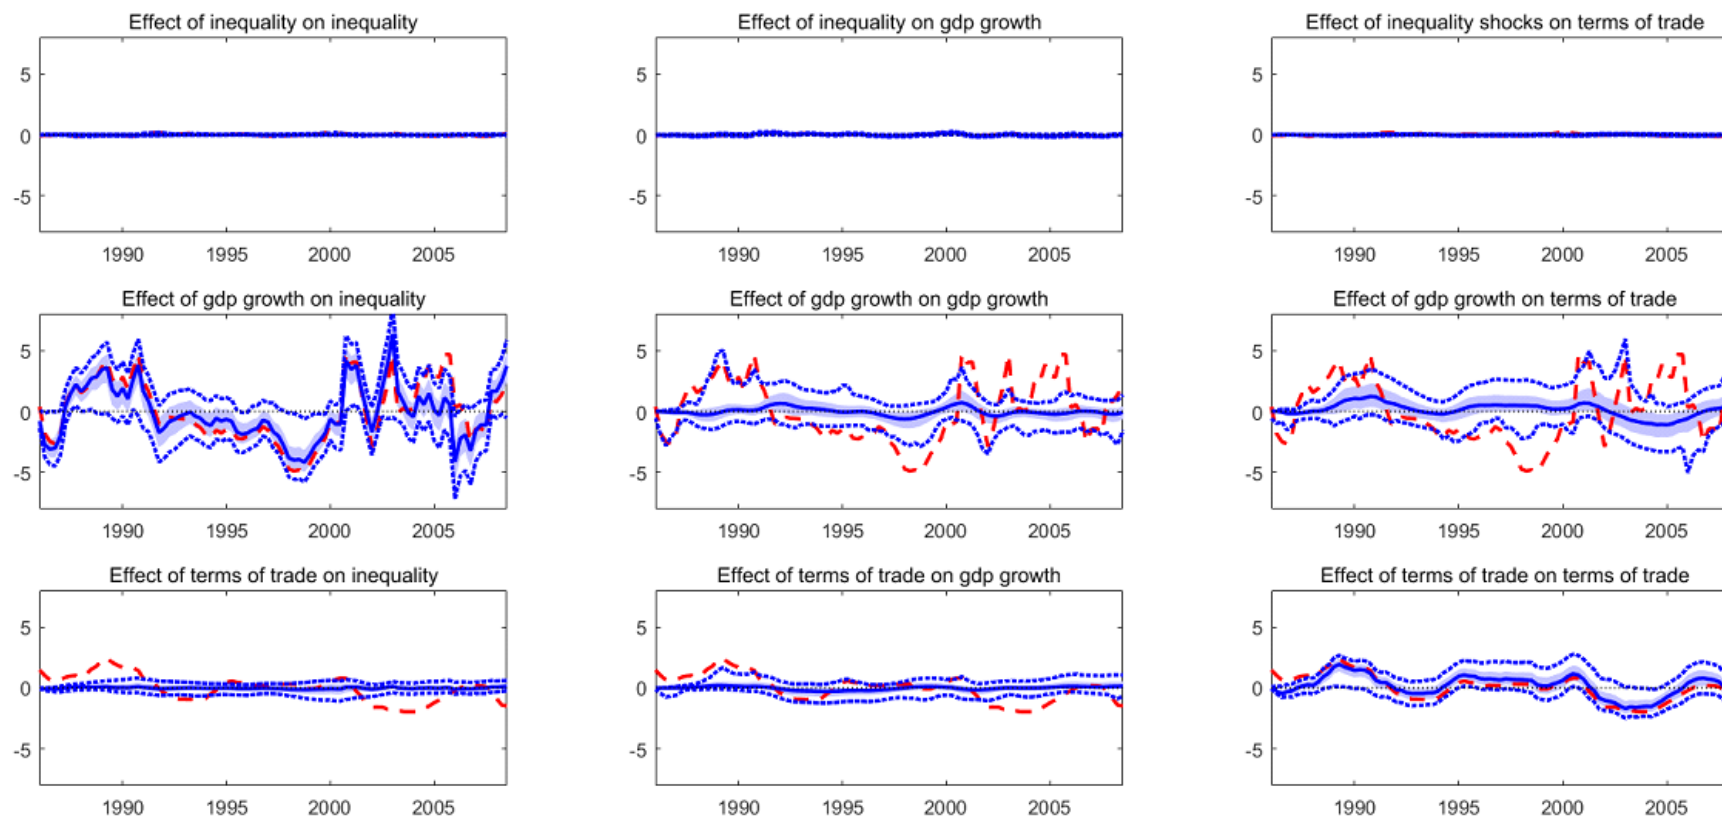 Effect of inequality on inequality
Effect of inequality on gdp growth
Effect of inequality shocks on terms of trade
5
0
-5
1990 1995 2000 2005
5
0
-5
1990 1995 2000 2005
5
0
-5
1990 1995 2000 2005
Effect of gdp growth on inequality
Effect of gdp growth on gdp growth
Effect of gdp growth on terms of trade
5
0
-5
1990 1995 2000 2005
5
0
-5
1990 1995 2000 2005
5
0
-5
1990 1995 2000 2005
Effect of terms of trade on inequality
Effect of terms of trade on gdp growth
Effect of terms of trade on terms of trade
5
0
-5
1990 1995 2000 2005
5
0
-5
1990 1995 2000 2005
5
0
-5
1990 1995 2000 2005